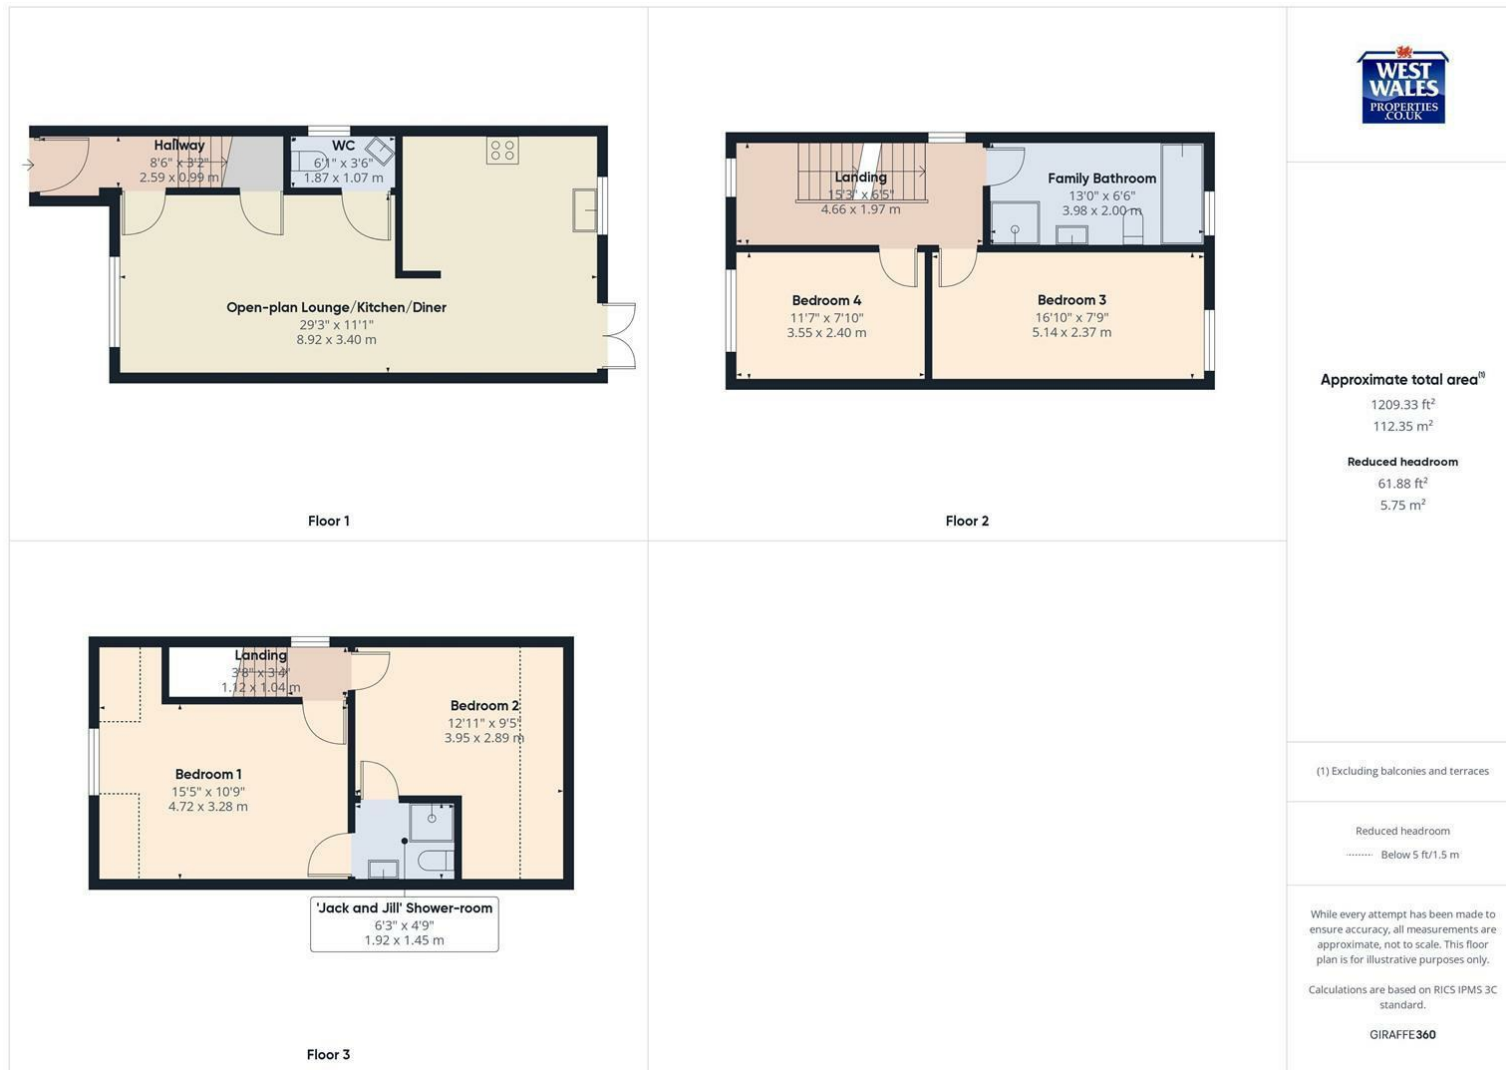 Hallway
8'6" x 3'2"
2.59 x 0.99 m
WC
6'1" x 3'6"
1.87 x 1.07 m
Open-plan Lounge/Kitchen/Diner
29'3" x 11'1"
8.92 x 3.40 m
Floor 1
Landing
15'3" x 6'5"
4.66 x 1.97 m
Family Bathroom
13'0" x 6'6"
3.98 x 2.00 m
Bedroom 4
11'7" x 7'10"
3.55 x 2.40 m
Bedroom 3
16'10" x 7'9"
5.14 x 2.37 m
Floor 2
Landing
3'8" x 3'4"
1.12 x 1.04 m
Bedroom 2
12'11" x 9'5"
3.95 x 2.89 m
Bedroom 1
15'5" x 10'9"
4.72 x 3.28 m
'Jack and Jill' Shower-room
6'3" x 4'9"
1.92 x 1.45 m
Floor 3
WEST
WALES
PROPERTIES
.CO.UK
Approximate total area(1)
1209.33 ft²
112.35 m²
Reduced headroom
61.88 ft²
5.75 m²
(1) Excluding balconies and terraces
Reduced headroom
Below 5 ft/1.5 m
While every attempt has been made to
ensure accuracy, all measurements are
approximate, not to scale. This floor
plan is for illustrative purposes only.
Calculations are based on RICS IPMS 3C
standard.
GIRAFFE360